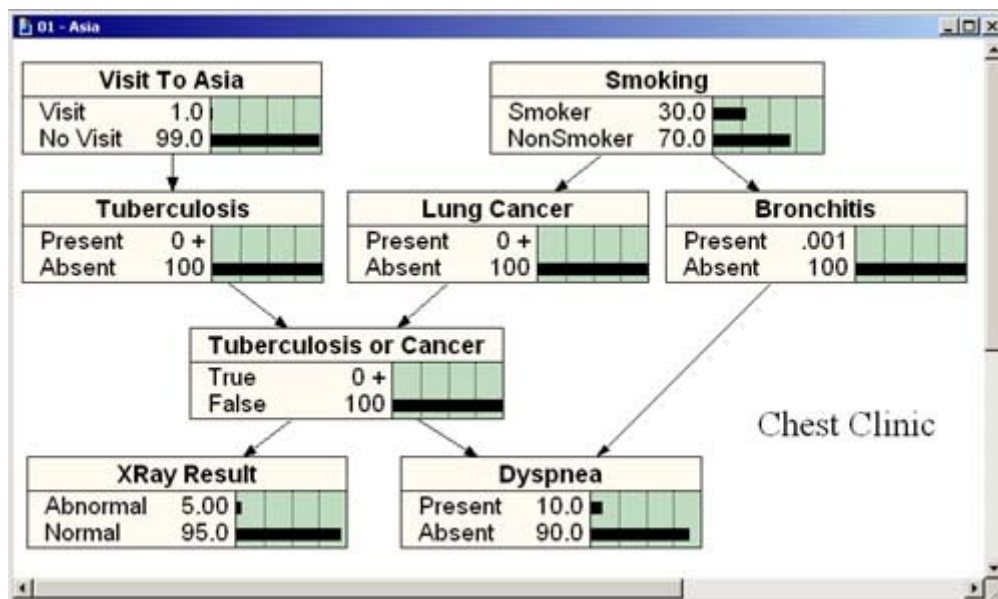 01 - Asia
Visit To Asia
Visit 1.0
No Visit 99.0
Smoking
Smoker 30.0
NonSmoker 70.0
Tuberculosis
Present 0 +
Absent 100
Lung Cancer
Present 0 +
Absent 100
Bronchitis
Present .001
Absent 100
Tuberculosis or Cancer
True 0 +
False 100
Chest Clinic
XRay Result
Abnormal 5.00
Normal 95.0
Dyspnea
Present 10.0
Absent 90.0